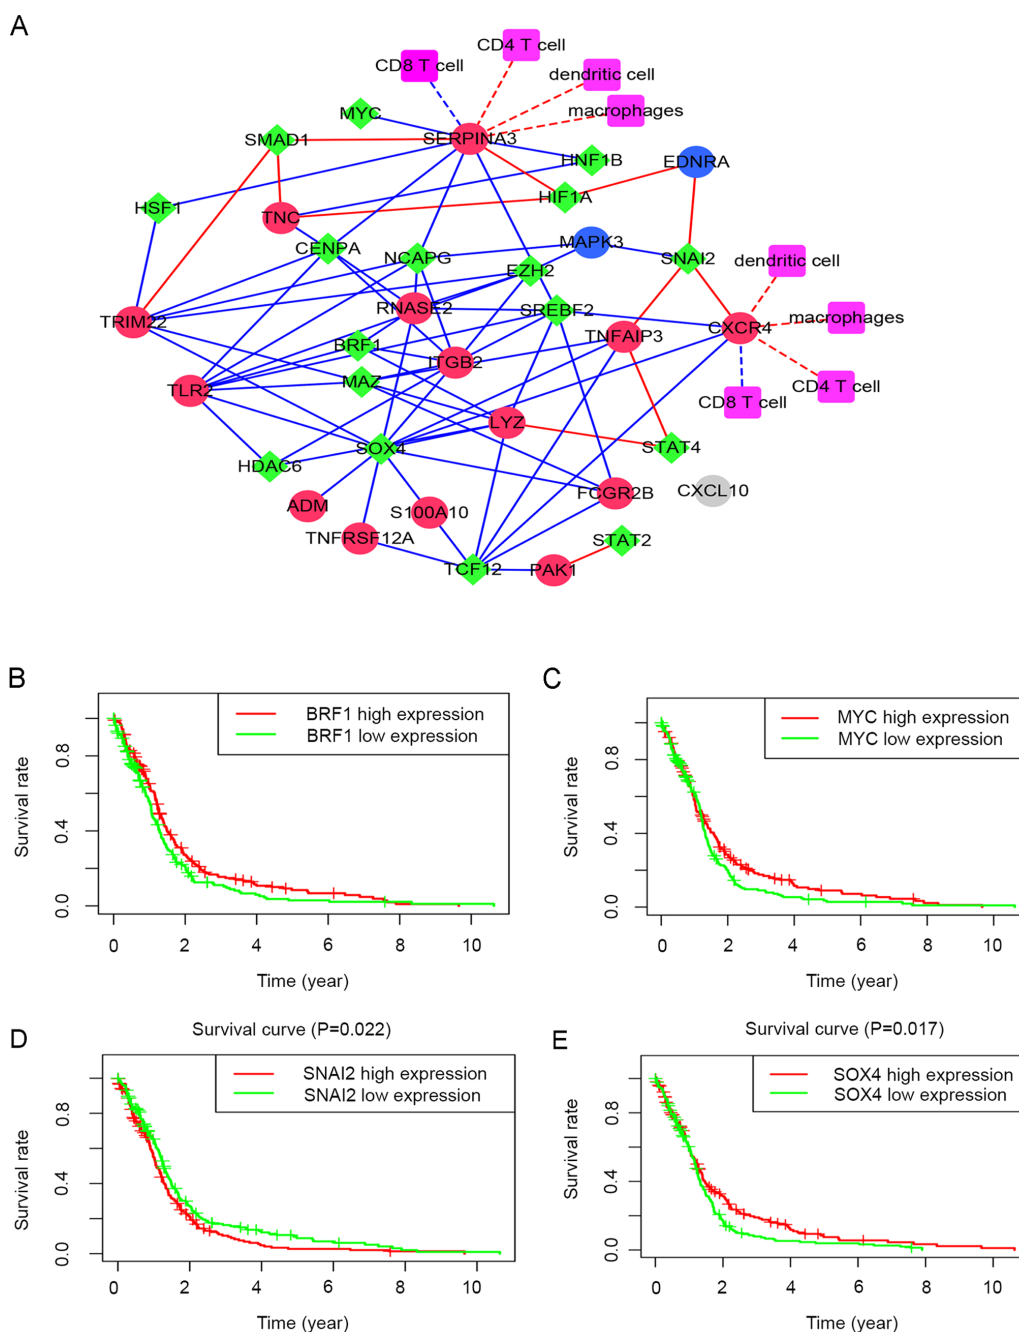 A
CD4 T cell
CD8 T cell
dendritic cell
macrophages
MYC
SMAD1
SERPINA3
HNF1B
EDNRA
HSF1
HIF1A
TNC
CENPA
NCAPG
MAPK3
SNAI2
dendritic cell
EZH2
TRIM22
RNASE2
SREBF2
TNFAIP3
CXCR4
macrophages
BRF1
ITGB2
TLR2
MAZ
CD8 T cell
CD4 T cell
LYZ
SOX4
STAT4
HDAC6
FCGR2B
CXCL10
ADM
S100A10
TNFRSF12A
STAT2
TCF12
PAK1
B
BRF1 high expression
BRF1 low expression
Survival rate
0.8
0.4
0.0
0 2 4 6 8 10
Time (year)
C
MYC high expression
MYC low expression
Survival rate
0.8
0.4
0.0
0 2 4 6 8 10
Time (year)
D
Survival curve (P=0.022)
SNAI2 high expression
SNAI2 low expression
Survival rate
0.8
0.4
0.0
0 2 4 6 8 10
Time (year)
E
Survival curve (P=0.017)
SOX4 high expression
SOX4 low expression
Survival rate
0.8
0.4
0.0
0 2 4 6 8 10
Time (year)